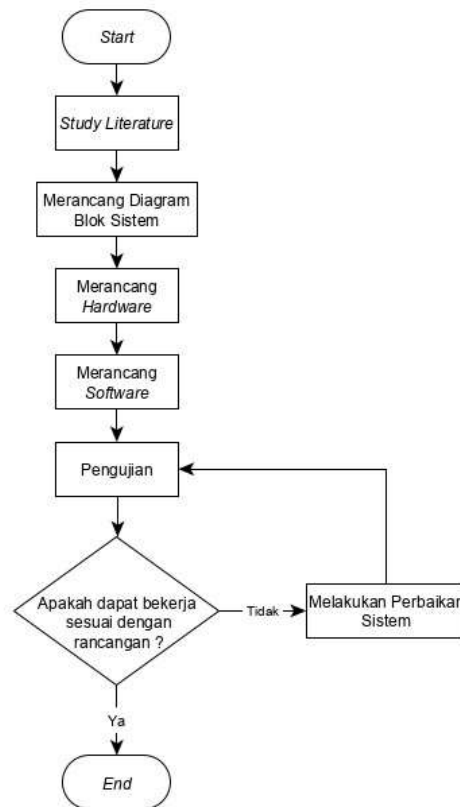 Start
Study Literature
Merancang Diagram
Blok Sistem
Merancang
Hardware
Merancang
Software
Pengujian
Apakah dapat bekerja
sesuai dengan
rancangan ?
Tidak
Melakukan Perbaikan
Sistem
Ya
End